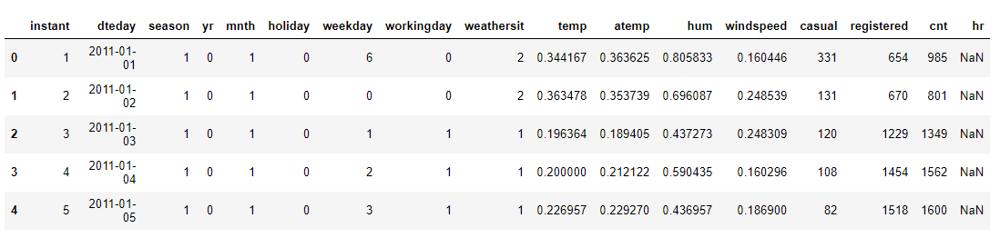 instant dteday season yr mnth holiday weekday workingday weathersit temp atemp hum windspeed casual registered cnt hr
0 1 2011-01-01 1 0 1 0 6 0 2 0.344167 0.363625 0.805833 0.160446 331 654 985 NaN
1 2 2011-01-02 1 0 1 0 0 0 2 0.363478 0.353739 0.696087 0.248539 131 670 801 NaN
2 3 2011-01-03 1 0 1 0 1 1 1 0.196364 0.189405 0.437273 0.248309 120 1229 1349 NaN
3 4 2011-01-04 1 0 1 0 2 1 1 0.200000 0.212122 0.590435 0.160296 108 1454 1562 NaN
4 5 2011-01-05 1 0 1 0 3 1 1 0.226957 0.229270 0.436957 0.186900 82 1518 1600 NaN